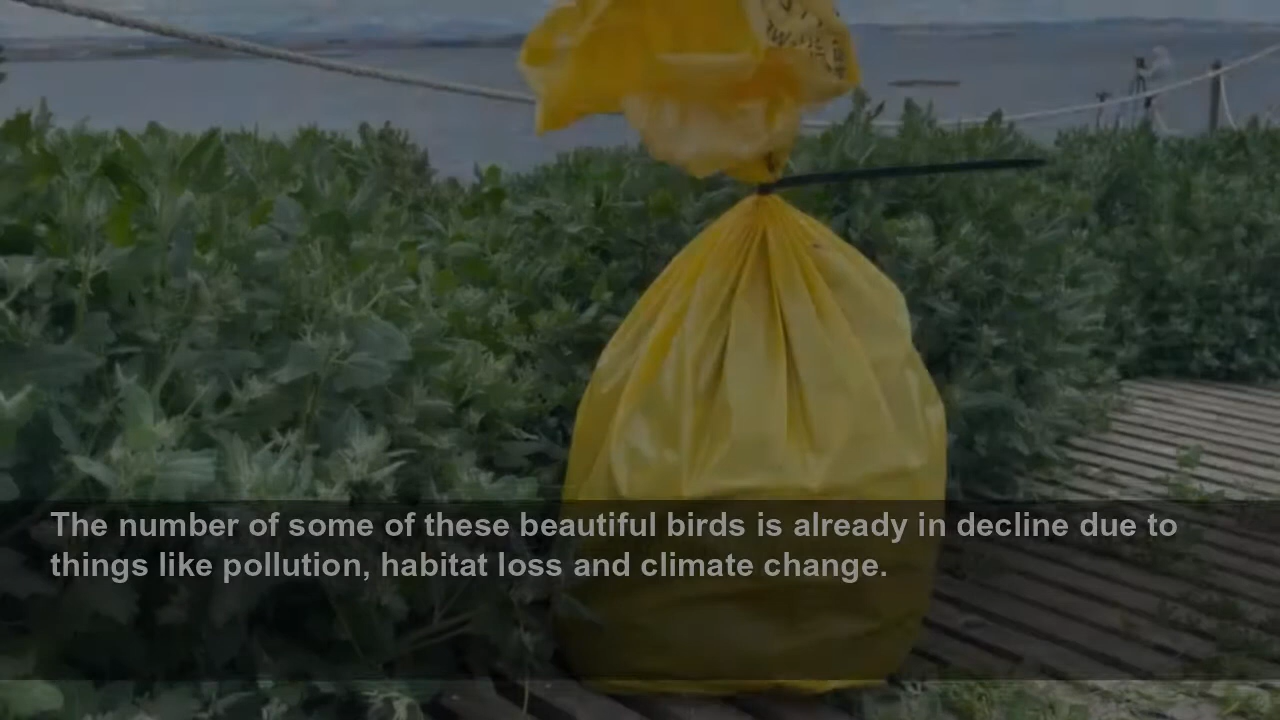 The number of some of these beautiful birds is already in decline due to
things like pollution, habitat loss and climate change.